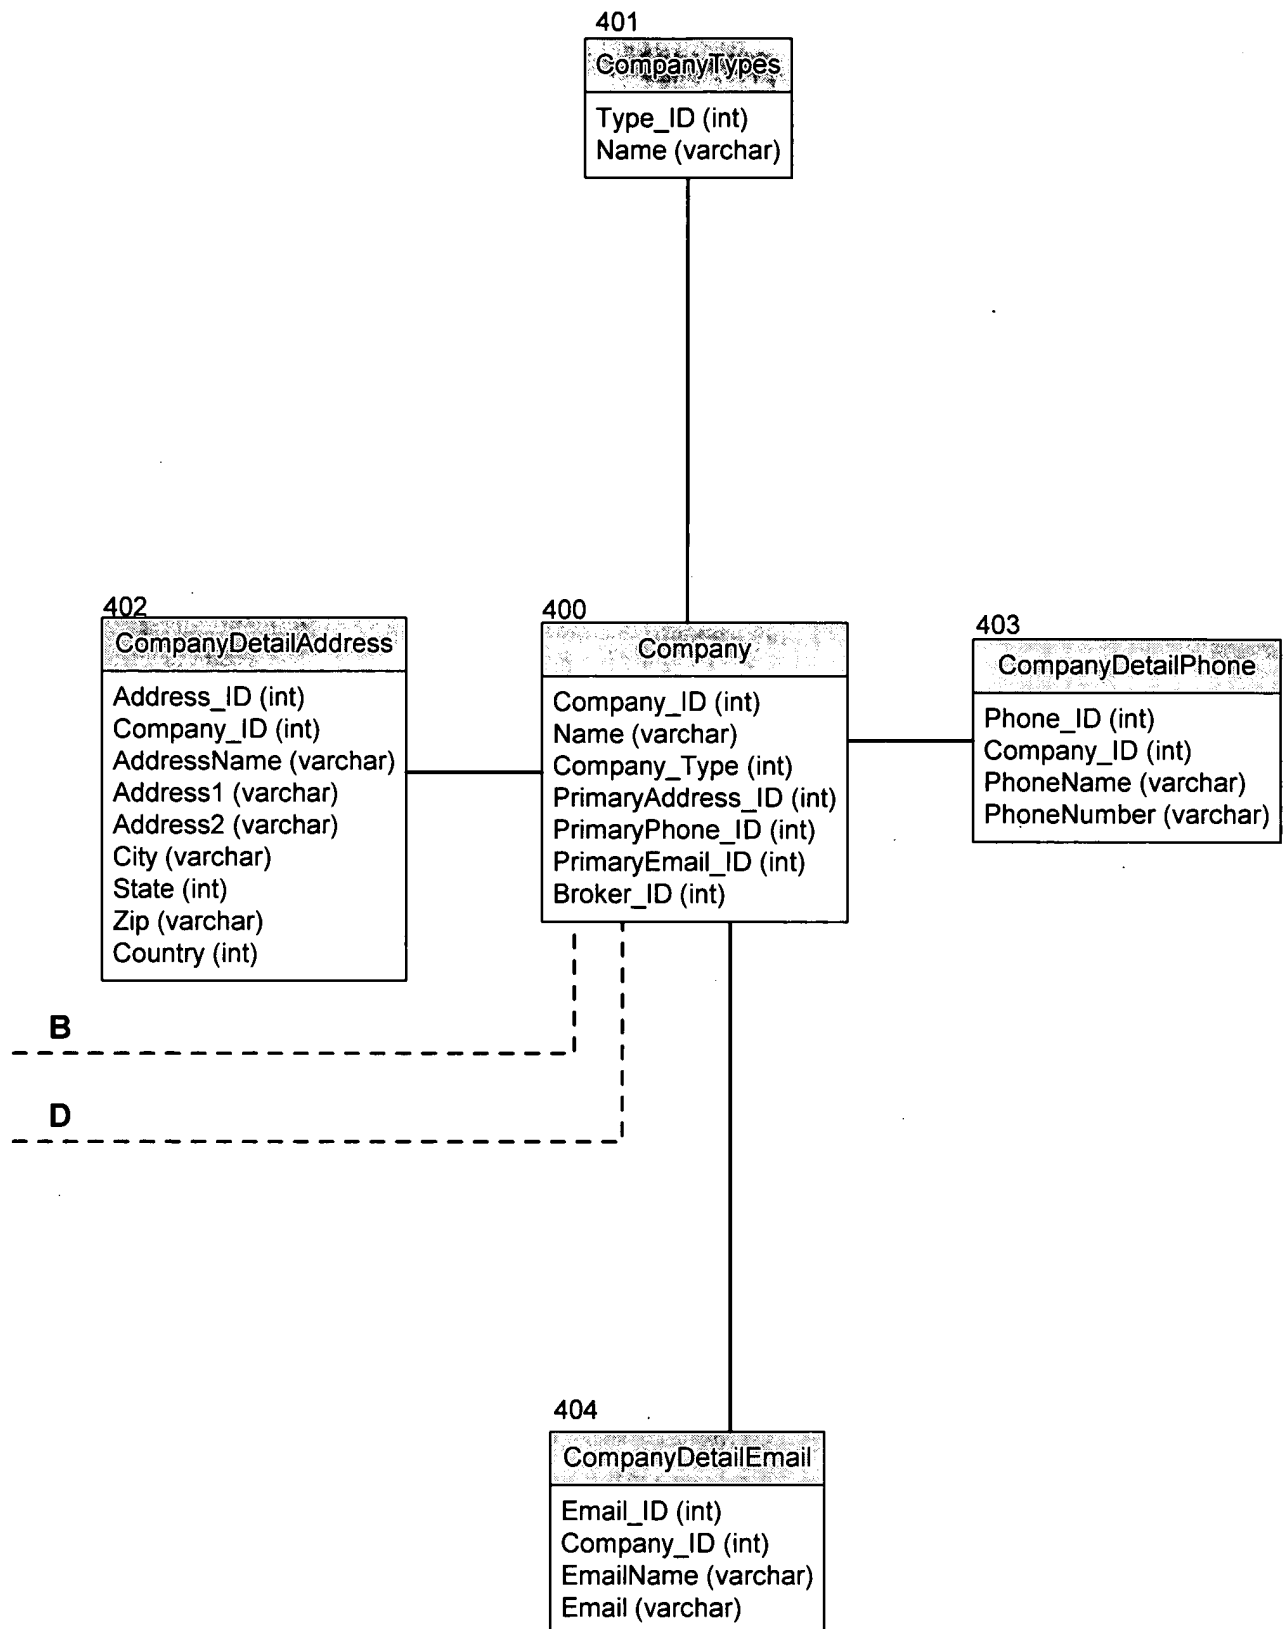 401
CompanyTypes
Type_ID (int)
Name (varchar)
402
CompanyDetailAddress
Address_ID (int)
Company_ID (int)
AddressName (varchar)
Address1 (varchar)
Address2 (varchar)
City (varchar)
State (int)
Zip (varchar)
Country (int)
400
Company
Company_ID (int)
Name (varchar)
Company_Type (int)
PrimaryAddress_ID (int)
PrimaryPhone_ID (int)
PrimaryEmail_ID (int)
Broker_ID (int)
403
CompanyDetailPhone
Phone_ID (int)
Company_ID (int)
PhoneName (varchar)
PhoneNumber (varchar)
B
D
404
CompanyDetailEmail
Email_ID (int)
Company_ID (int)
EmailName (varchar)
Email (varchar)